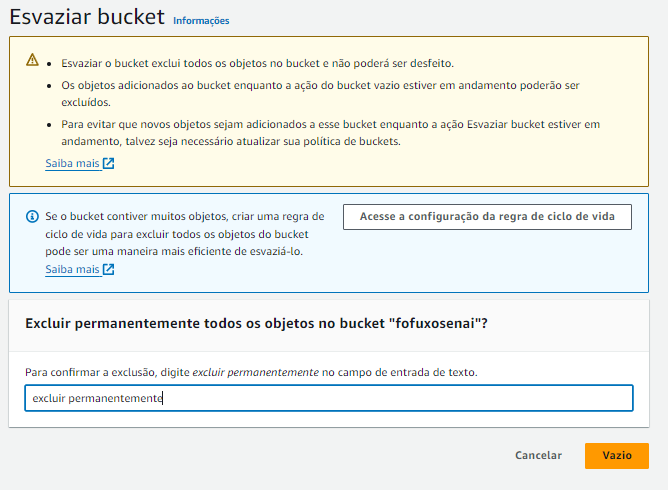 Esvaziar bucket Informações
Esvaziar o bucket exclui todos os objetos no bucket e não poderá ser desfeito.
Os objetos adicionados ao bucket enquanto a ação do bucket vazio estiver em andamento poderão ser
excluídos.
Para evitar que novos objetos sejam adicionados a esse bucket enquanto a ação Esvaziar bucket estiver em
andamento, talvez seja necessário atualizar sua política de buckets.
Saiba mais
Se o bucket contiver muitos objetos, criar uma regra de
ciclo de vida para excluir todos os objetos do bucket
pode ser uma maneira mais eficiente de esvaziá-lo.
Saiba mais
Acesse a configuração da regra de ciclo de vida
Excluir permanentemente todos os objetos no bucket "fofuxosenai"?
Para confirmar a exclusão, digite excluir permanentemente no campo de entrada de texto.
excluir permanentemente
Cancelar
Vazio